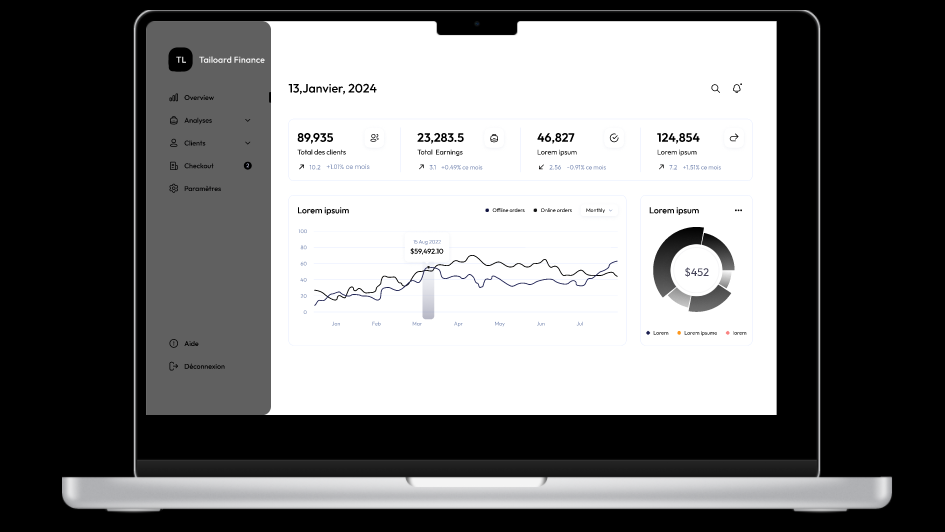 TL Tailoard Finance
Overview
Analyses
Clients
Checkout 2
Paramètres
Aide
Déconnexion
13,Janvier, 2024
89,935
Total des clients
10.2 +1.01% ce mois
23,283.5
Total Earnings
3.1 +0.49% ce mois
46,827
Lorem ipsum
2.56 -0.91% ce mois
124,854
Lorem ipsum
7.2 +1.51% ce mois
Lorem ipsuim
Offline orders
Online orders
Monthly
100
80
60
40
20
0
15 Aug 2022
$59,492.10
Jan Feb Mar Apr May Jun Jul
Lorem ipsum
$452
Lorem Lorem ipsume lorem